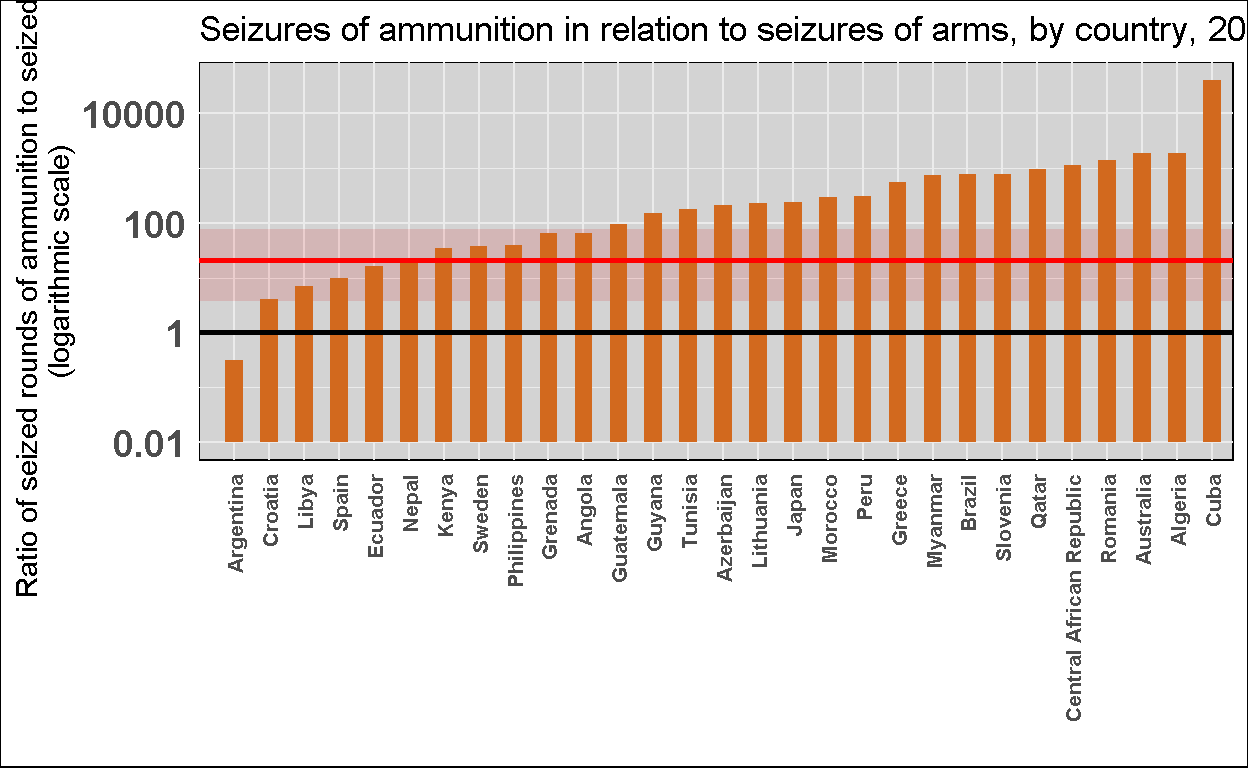 Seizures of ammunition in relation to seizures of arms, by country, 20
Ratio of seized rounds of ammunition to seized
(logarithmic scale)
10000
100
1
0.01
Argentina
Croatia
Libya
Spain
Ecuador
Nepal
Kenya
Sweden
Philippines
Grenada
Angola
Guatemala
Guyana
Tunisia
Azerbaijan
Lithuania
Japan
Morocco
Peru
Greece
Myanmar
Brazil
Slovenia
Qatar
Central African Republic
Romania
Australia
Algeria
Cuba